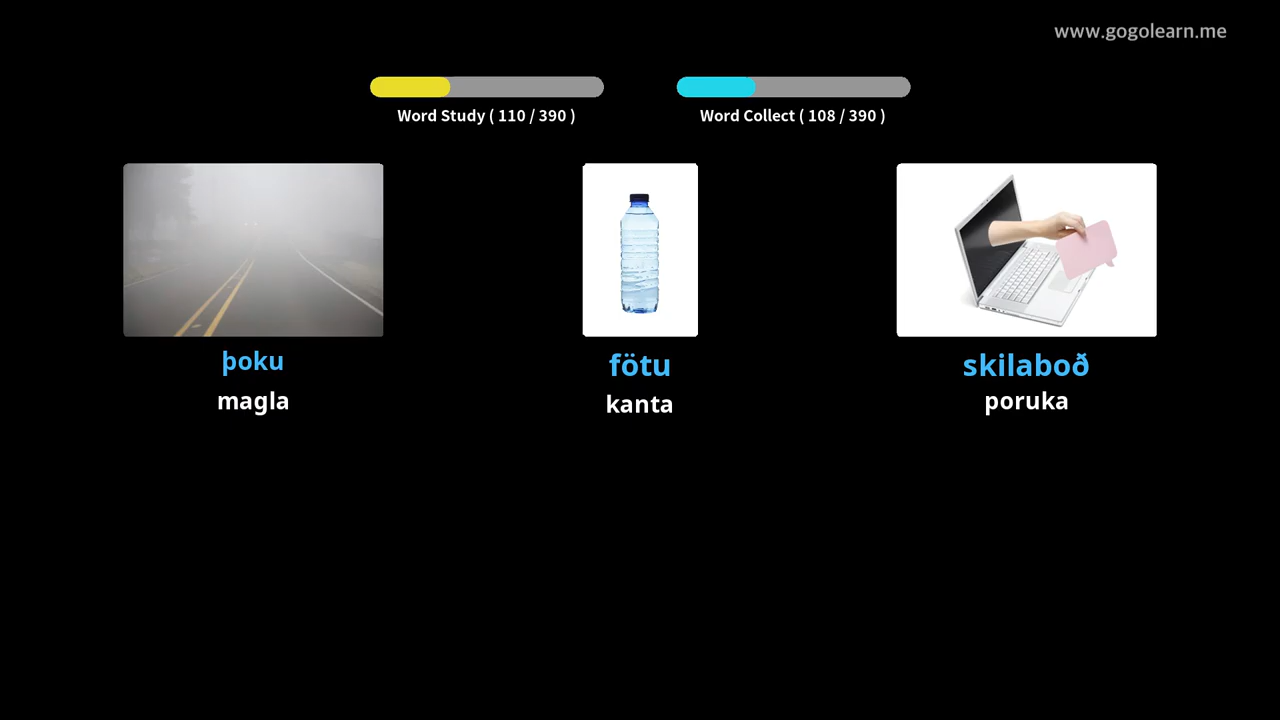 www.gogolearn.me
Word Study ( 110 / 390 )
Word Collect ( 108 / 390 )
þoku
fötu
skilaboð
magla
kanta
poruka